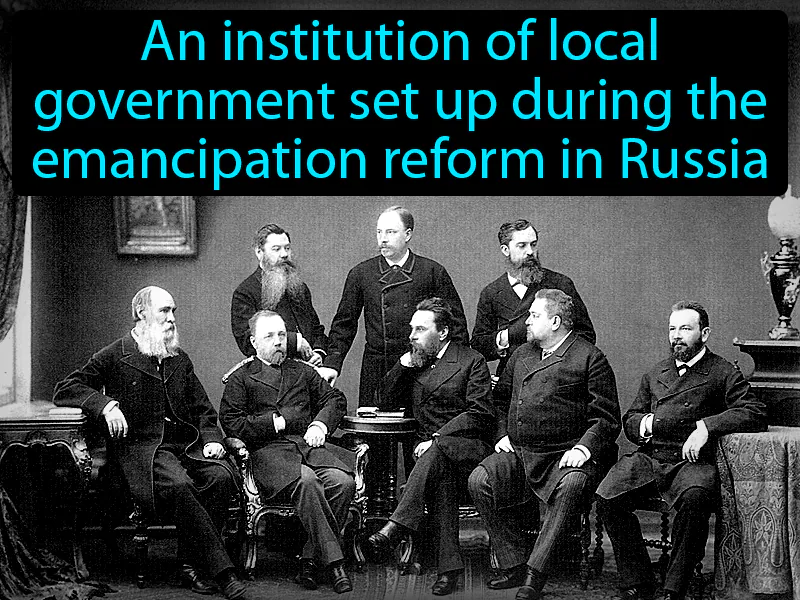 An institution of local
government set up during the
emancipation reform in Russia